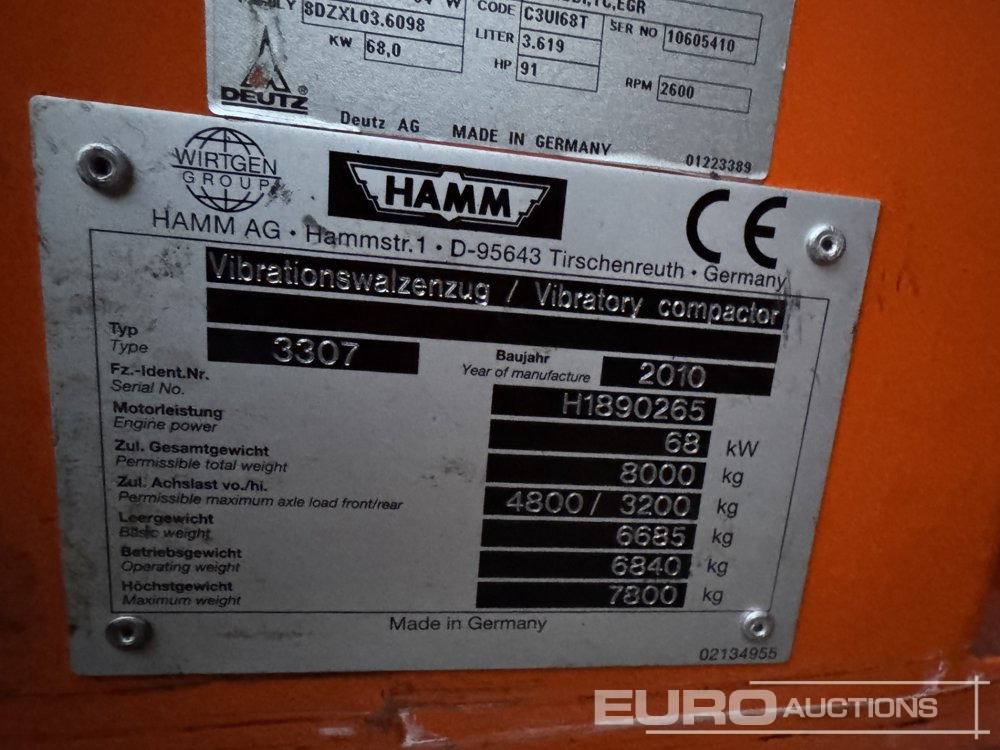 8DZXL03.6098
CODE C3UI68T SER NO 10605410
KW 68,0 LITER 3.619
HP 91 RPM 2600
DEUTZ ®
Deutz AG MADE IN GERMANY 01223389
WIRTGEN
GROUP
HAMM
CE
HAMM AG · Hammstr.1 · D-95643 Tirschenreuth · Germany
Vibrationswalzenzug / Vibratory compactor
Typ
Type 3307
Baujahr
Year of manufacture 2010
Fz.-Ident.Nr.
Serial No. H1890265
Motorleistung
Engine power 68 kW
Zul. Gesamtgewicht
Permissible total weight 8000 kg
Zul. Achslast vo./hi.
Permissible maximum axle load front/rear 4800 / 3200 kg
Leergewicht
Basic weight 6685 kg
Betriebsgewicht
Operating weight 6840 kg
Höchstgewicht
Maximum weight 7800 kg
Made in Germany
02134955
EURO AUCTIONS